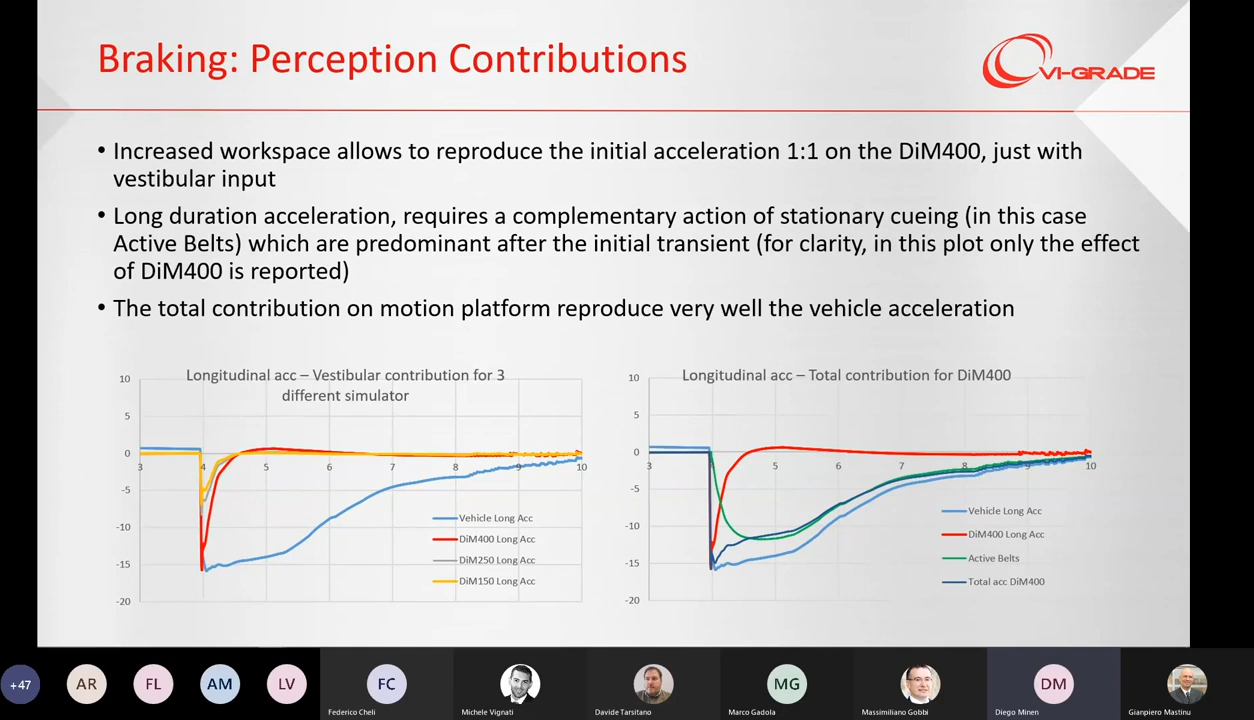 Braking: Perception Contributions
VI-GRADE
• Increased workspace allows to reproduce the initial acceleration 1:1 on the DiM400, just with
vestibular input
• Long duration acceleration, requires a complementary action of stationary cueing (in this case
Active Belts) which are predominant after the initial transient (for clarity, in this plot only the effect
of DiM400 is reported)
• The total contribution on motion platform reproduce very well the vehicle acceleration
Longitudinal acc – Vestibular contribution for 3
different simulator
10
5
0
-5
-10
-15
-20
3 4 5 6 7 8 9 10
Vehicle Long Acc
DiM400 Long Acc
DiM250 Long Acc
DiM150 Long Acc
Longitudinal acc – Total contribution for DiM400
10
5
0
-5
-10
-15
-20
3 4 5 6 7 8 9 10
Vehicle Long Acc
DiM400 Long Acc
Active Belts
Total acc DiM400
+47
AR
FL
AM
LV
FC
Federico Cheli
Michele Vignati
Davide Tarsitano
MG
Marco Gadola
Massimiliano Gobbi
DM
Diego Minen
Gianpiero Mastinu